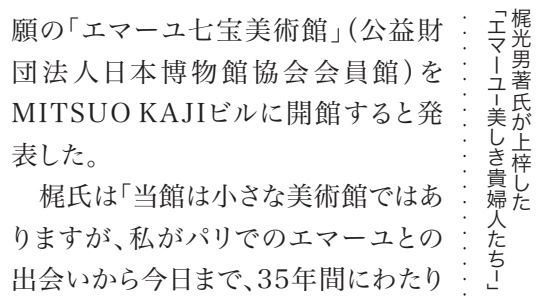 願の「エマーユ七宝美術館」(公益財
団法人日本博物館協会会員館)を
MITSUO KAJIビルに開館すると発
表した。
梶氏は「当館は小さな美術館ではあ
りますが、私がパリでのエマーユとの
出会いから今日まで、35年間にわたり
梶光男著氏が上梓した
「エマーユ−美しき貴婦人たち−」